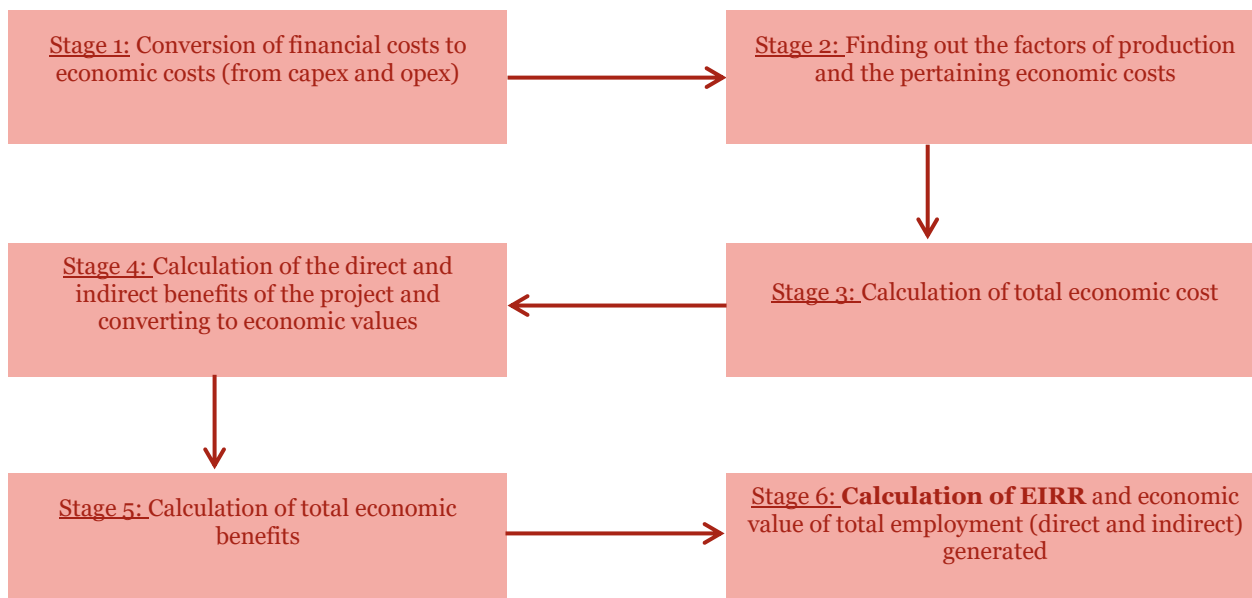 Stage 1: Conversion of financial costs to
economic costs (from capex and opex)
Stage 2: Finding out the factors of production
and the pertaining economic costs
Stage 3: Calculation of total economic cost
Stage 4: Calculation of the direct and
indirect benefits of the project and
converting to economic values
Stage 5: Calculation of total economic
benefits
Stage 6: Calculation of EIRR and economic
value of total employment (direct and indirect)
generated